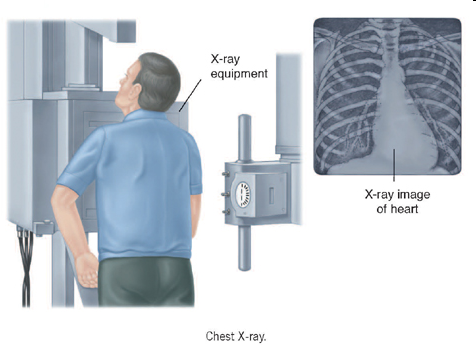 X-ray
equipment
X-ray image
of heart
Chest X-ray.